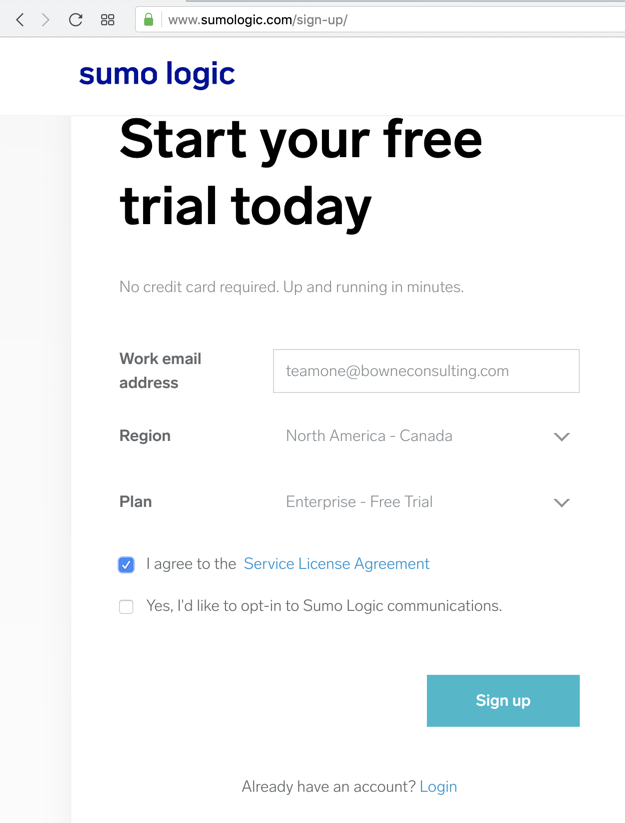 www.sumologic.com/sign-up/
sumo logic
Start your free
trial today
No credit card required. Up and running in minutes.
Work email
address
teamone@bowneconsulting.com
Region
North America - Canada
Plan
Enterprise - Free Trial
I agree to the Service License Agreement
Yes, I'd like to opt-in to Sumo Logic communications.
Sign up
Already have an account? Login